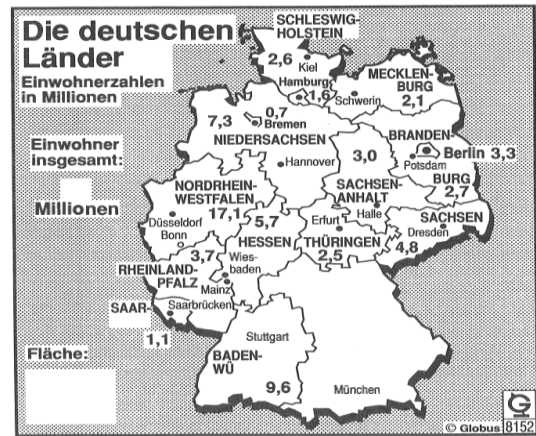 Die deutschen
Länder
Einwohnerzahlen
in Millionen
Einwohner
insgesamt:
Millionen
Fläche:
SCHLESWIG-
HOLSTEIN
2,6
Kiel
Hamburg
1,6
MECKLEN-
BURG
Schwerin
2,1
0,7
Bremen
7,3
NIEDERSACHSEN
Hannover
BRANDEN-
Berlin 3,3
Potsdam
BURG
2,7
3,0
SACHSEN-
ANHALT
Halle
NORDRHEIN-
WESTFALEN
17,1
Düsseldorf
Bonn
5,7
HESSEN
Wies-
baden
Erfurt
THÜRINGEN
2,5
SACHSEN
Dresden
4,8
3,7
RHEINLAND-
PFALZ
Mainz
SAAR-
Saarbrücken
1,1
Stuttgart
BADEN-
WÜ
9,6
München
© Globus 8152